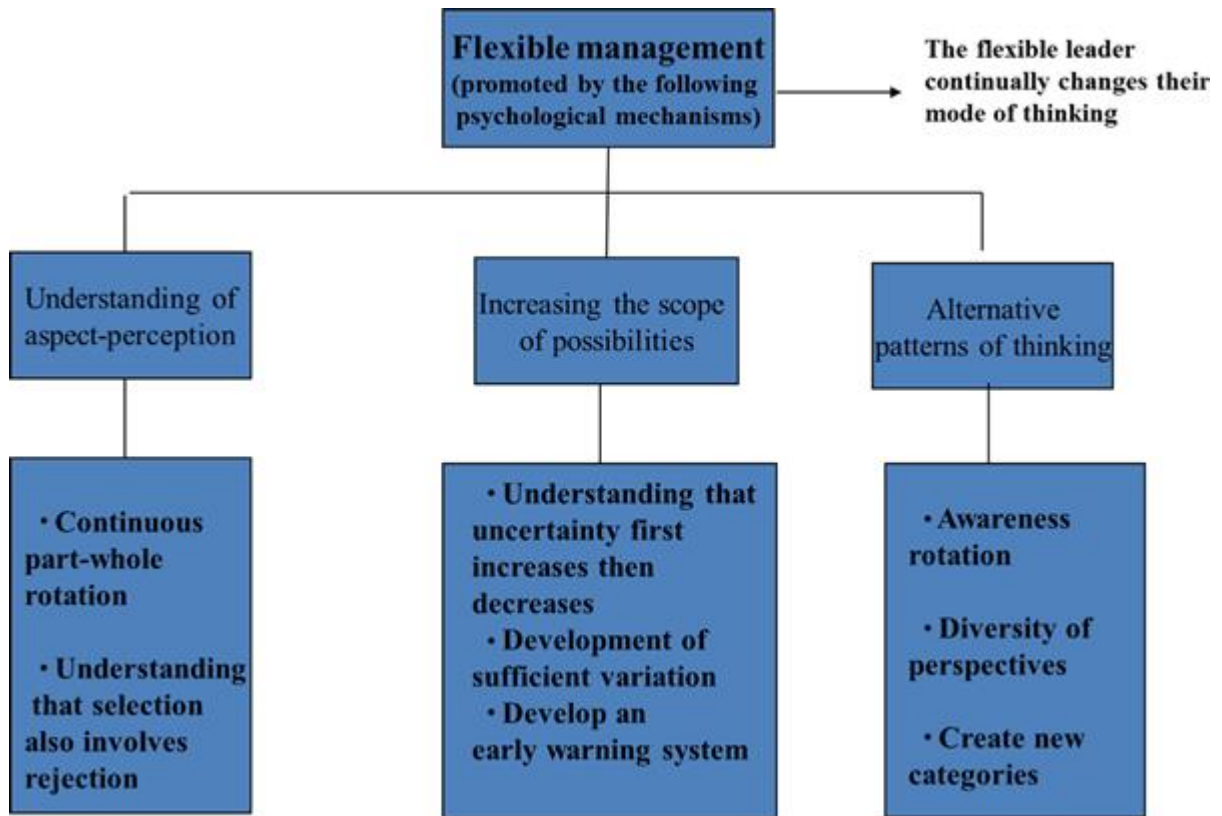 Flexible management
(promoted by the following
psychological mechanisms)
The flexible leader
continually changes their
mode of thinking
Understanding of
aspect-perception
Increasing the scope
of possibilities
Alternative
patterns of thinking
· Continuous
part-whole
rotation
· Understanding
that selection
also involves
rejection
· Understanding that
uncertainty first
increases then
decreases
· Development of
sufficient variation
· Develop an
early warning system
· Awareness
rotation
· Diversity of
perspectives
· Create new
categories